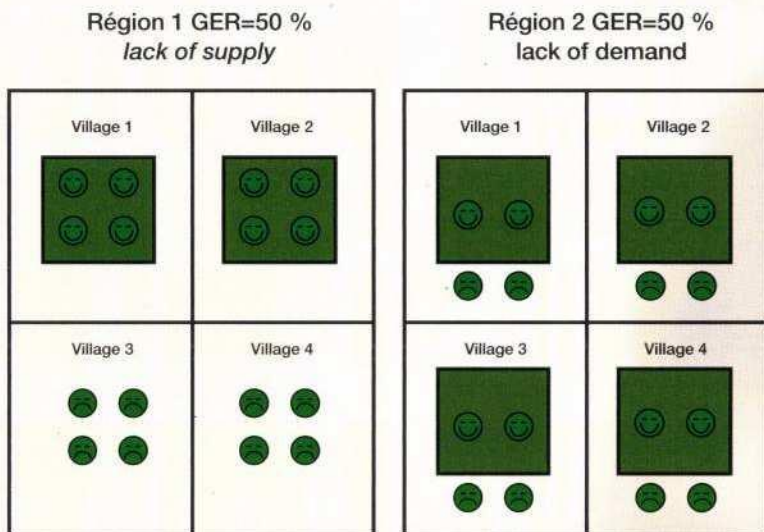 Région 1 GER=50 %
lack of supply
Région 2 GER=50 %
lack of demand
Village 1
Village 2
Village 3
Village 4
Village 1
Village 2
Village 3
Village 4